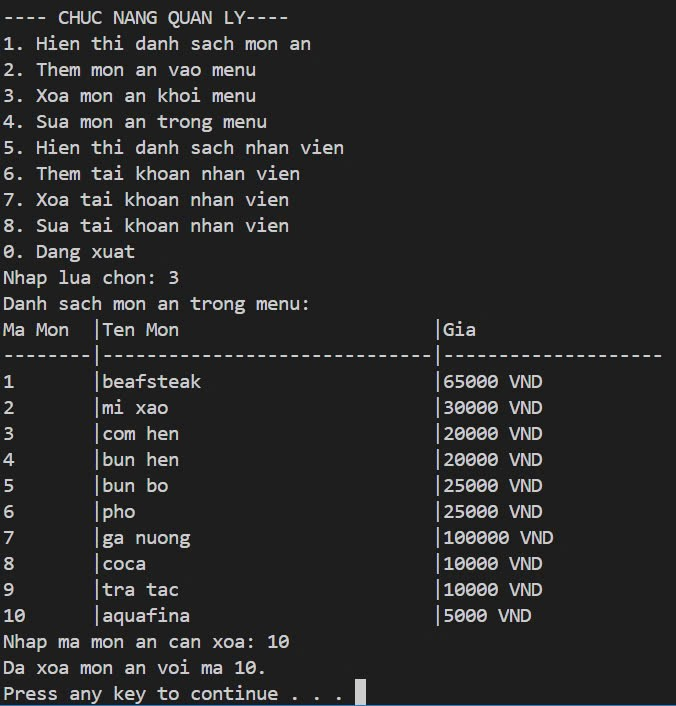 ---- CHUC NANG QUAN LY----
1. Hien thi danh sach mon an
2. Them mon an vao menu
3. Xoa mon an khoi menu
4. Sua mon an trong menu
5. Hien thi danh sach nhan vien
6. Them tai khoan nhan vien
7. Xoa tai khoan nhan vien
8. Sua tai khoan nhan vien
0. Dang xuat
Nhap lua chon: 3
Danh sach mon an trong menu:
Ma Mon  |Ten Mon                       |Gia
--------|------------------------------|--------------------
1       |beafsteak                     |65000 VND
2       |mi xao                        |30000 VND
3       |com hen                       |20000 VND
4       |bun hen                       |20000 VND
5       |bun bo                        |25000 VND
6       |pho                           |25000 VND
7       |ga nuong                      |100000 VND
8       |coca                          |10000 VND
9       |tra tac                       |10000 VND
10      |aquafina                      |5000 VND
Nhap ma mon an can xoa: 10
Da xoa mon an voi ma 10.
Press any key to continue . . .